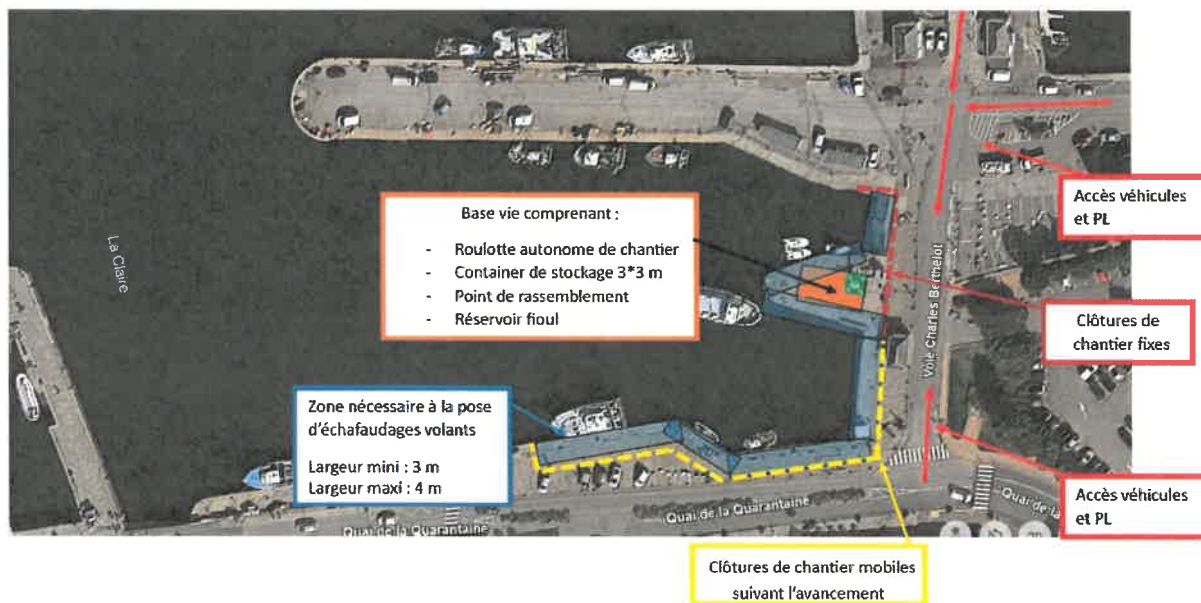 La Claire
Base vie comprenant :
- Roulotte autonome de chantier
- Container de stockage 3*3 m
- Point de rassemblement
- Réservoir fioul
Accès véhicules
et PL
Voie Charles Berthelot
Clôtures de
chantier fixes
Zone nécessaire à la pose
d'échafaudages volants
Largeur mini : 3 m
Largeur maxi : 4 m
Quai de la Quarantaine
Quai de la Quarantaine
Quai de la
Accès véhicules
et PL
Clôtures de chantier mobiles
suivant l'avancement